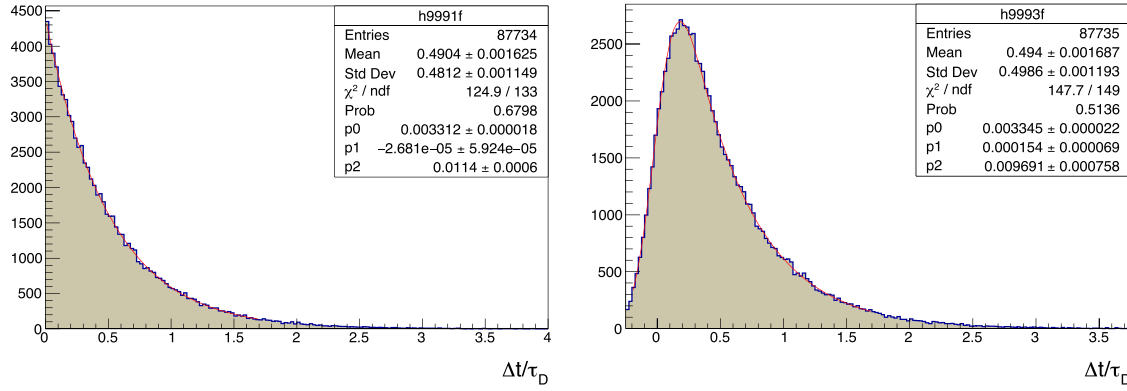 h9991f
Entries 87734
Mean 0.4904 ± 0.001625
Std Dev 0.4812 ± 0.001149
χ² / ndf 124.9 / 133
Prob 0.6798
p0 0.003312 ± 0.000018
p1 −2.681e−05 ± 5.924e−05
p2 0.0114 ± 0.0006
4500
4000
3500
3000
2500
2000
1500
1000
500
0
0 0.5 1 1.5 2 2.5 3 3.5 4
Δt/τ_D
h9993f
Entries 87735
Mean 0.494 ± 0.001687
Std Dev 0.4986 ± 0.001193
χ² / ndf 147.7 / 149
Prob 0.5136
p0 0.003345 ± 0.000022
p1 0.000154 ± 0.000069
p2 0.009691 ± 0.000758
2500
2000
1500
1000
500
0
0 0.5 1 1.5 2 2.5 3 3.5
Δt/τ_D